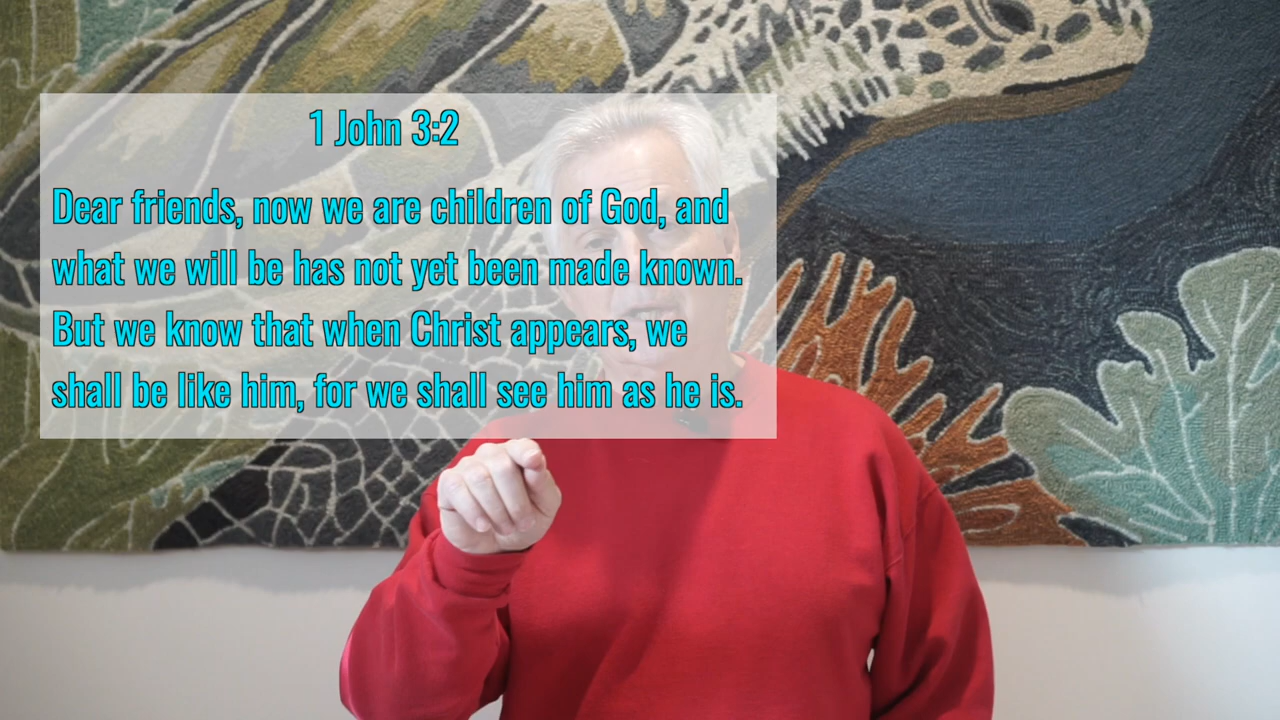 1 John 3:2
Dear friends, now we are children of God, and
what we will be has not yet been made known.
But we know that when Christ appears, we
shall be like him, for we shall see him as he is.